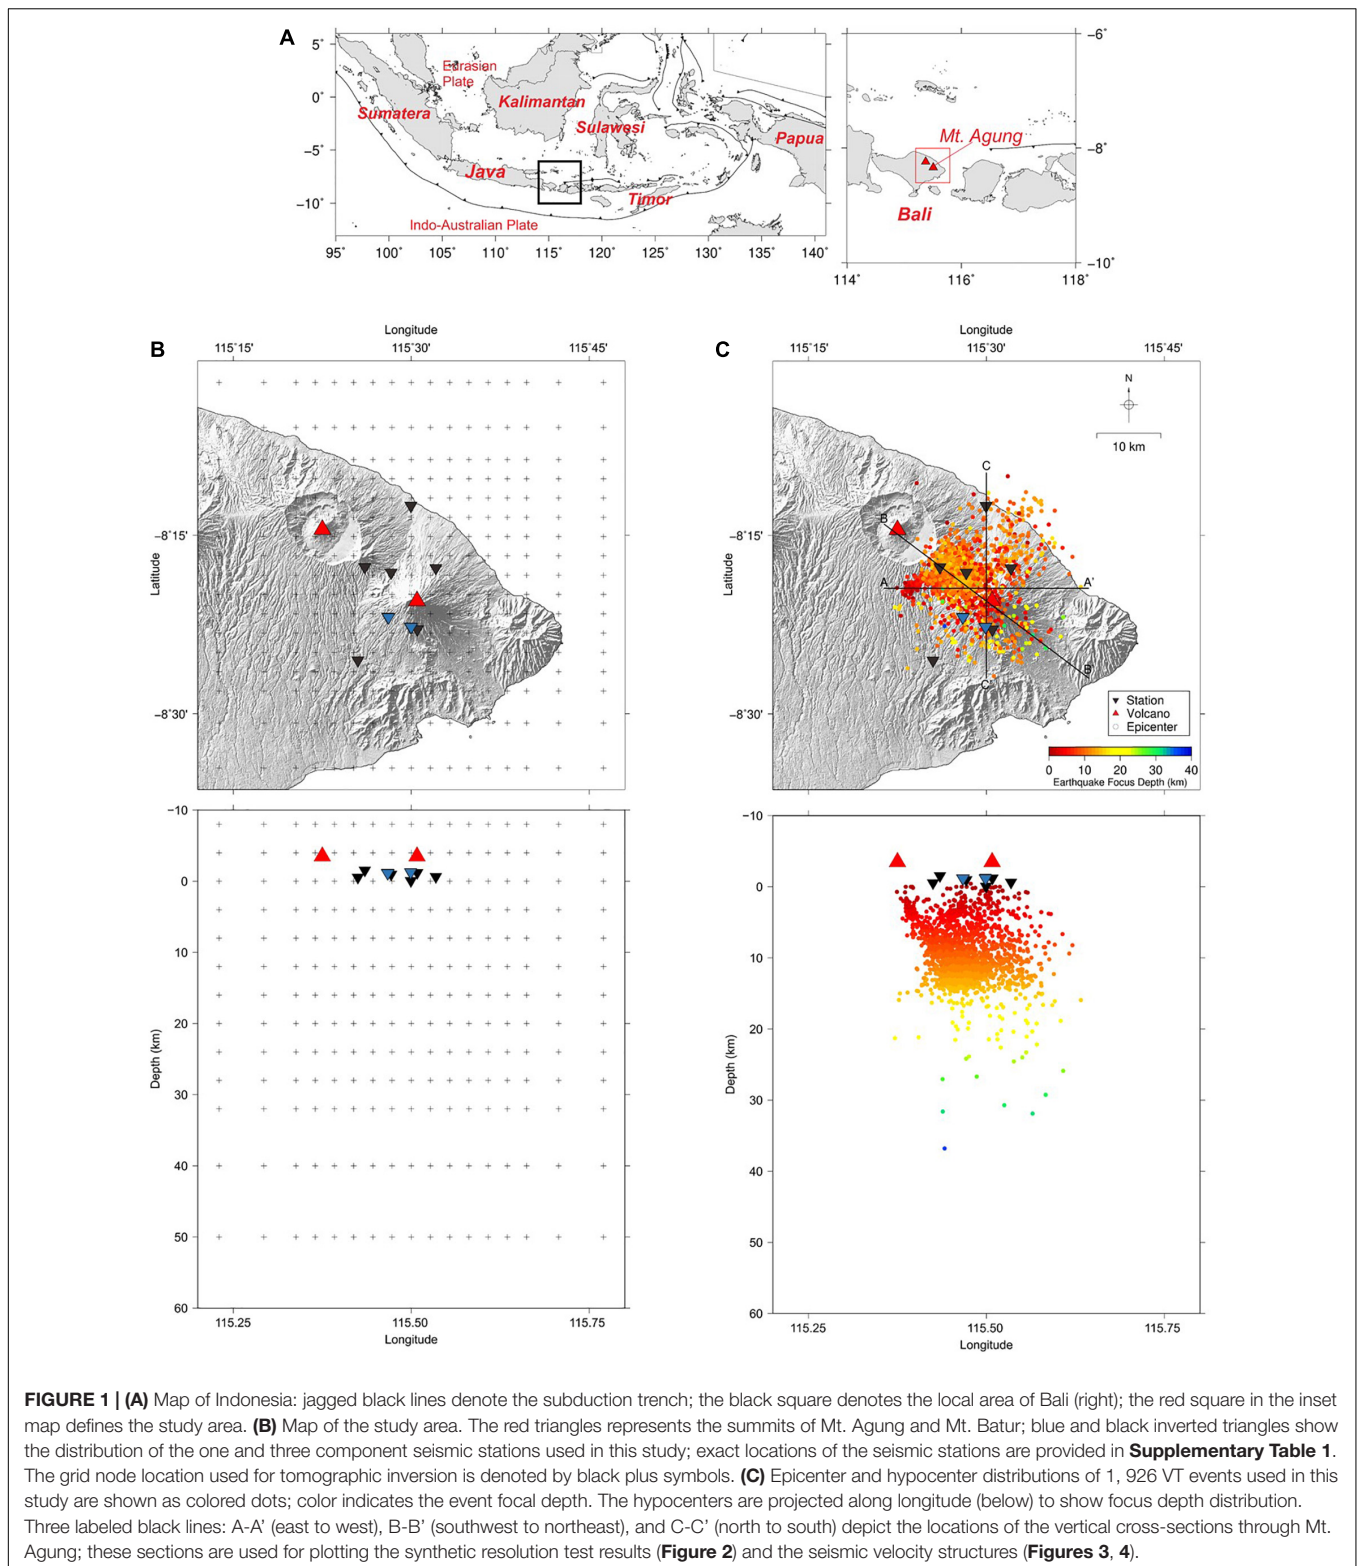 A
5°
0°
−5°
−10°
Eurasian
Plate
Sumatera
Kalimantan
Sulawesi
Papua
Java
Timor
Indo-Australian Plate
95° 100° 105° 110° 115° 120° 125° 130° 135° 140°
−6°
−8°
−10°
Mt. Agung
Bali
114° 116° 118°
B
Longitude
115°15' 115°30' 115°45'
Latitude
−8°15'
−8°30'
−10
0
10
20
30
40
50
60
Depth (km)
115.25 115.50 115.75
Longitude
C
Longitude
115°15' 115°30' 115°45'
N
10 km
Latitude
−8°15'
−8°30'
C
B
A A'
B'
C'
Station
Volcano
Epicenter
0 10 20 30 40
Earthquake Focus Depth (km)
−10
0
10
20
30
40
50
60
Depth (km)
115.25 115.50 115.75
Longitude
FIGURE 1 | (A) Map of Indonesia: jagged black lines denote the subduction trench; the black square denotes the local area of Bali (right); the red square in the inset
map defines the study area. (B) Map of the study area. The red triangles represents the summits of Mt. Agung and Mt. Batur; blue and black inverted triangles show
the distribution of the one and three component seismic stations used in this study; exact locations of the seismic stations are provided in Supplementary Table 1.
The grid node location used for tomographic inversion is denoted by black plus symbols. (C) Epicenter and hypocenter distributions of 1, 926 VT events used in this
study are shown as colored dots; color indicates the event focal depth. The hypocenters are projected along longitude (below) to show focus depth distribution.
Three labeled black lines: A-A’ (east to west), B-B’ (southwest to northeast), and C-C’ (north to south) depict the locations of the vertical cross-sections through Mt.
Agung; these sections are used for plotting the synthetic resolution test results (Figure 2) and the seismic velocity structures (Figures 3, 4).